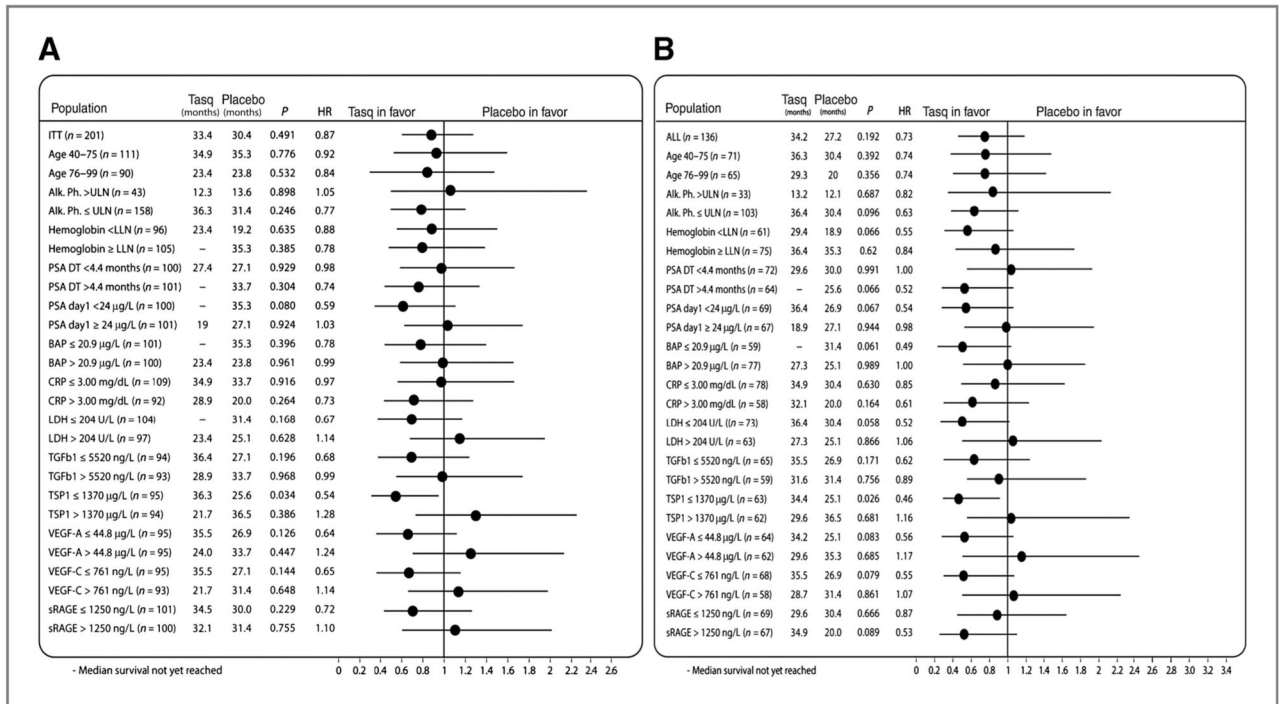 A
Population Tasq (months) Placebo (months) P HR Tasq in favor Placebo in favor
ITT (n = 201) 33.4 30.4 0.491 0.87
Age 40–75 (n = 111) 34.9 35.3 0.776 0.92
Age 76–99 (n = 90) 23.4 23.8 0.532 0.84
Alk. Ph. >ULN (n = 43) 12.3 13.6 0.898 1.05
Alk. Ph. ≤ ULN (n = 158) 36.3 31.4 0.246 0.77
Hemoglobin <LLN (n = 96) 23.4 19.2 0.635 0.88
Hemoglobin ≥ LLN (n = 105) – 35.3 0.385 0.78
PSA DT <4.4 months (n = 100) 27.4 27.1 0.929 0.98
PSA DT >4.4 months (n = 101) – 33.7 0.304 0.74
PSA day1 <24 µg/L (n = 100) – 35.3 0.080 0.59
PSA day1 ≥ 24 µg/L (n = 101) 19 27.1 0.924 1.03
BAP ≤ 20.9 µg/L (n = 101) – 35.3 0.396 0.78
BAP > 20.9 µg/L (n = 100) 23.4 23.8 0.961 0.99
CRP ≤ 3.00 mg/dL (n = 109) 34.9 33.7 0.916 0.97
CRP > 3.00 mg/dL (n = 92) 28.9 20.0 0.264 0.73
LDH ≤ 204 U/L (n = 104) – 31.4 0.168 0.67
LDH > 204 U/L (n = 97) 23.4 25.1 0.628 1.14
TGFb1 ≤ 5520 ng/L (n = 94) 36.4 27.1 0.196 0.68
TGFb1 > 5520 ng/L (n = 93) 28.9 33.7 0.968 0.99
TSP1 ≤ 1370 µg/L (n = 95) 36.3 25.6 0.034 0.54
TSP1 > 1370 µg/L (n = 94) 21.7 36.5 0.386 1.28
VEGF-A ≤ 44.8 µg/L (n = 95) 35.5 26.9 0.126 0.64
VEGF-A > 44.8 µg/L (n = 95) 24.0 33.7 0.447 1.24
VEGF-C ≤ 761 ng/L (n = 95) 35.5 27.1 0.144 0.65
VEGF-C > 761 ng/L (n = 93) 21.7 31.4 0.648 1.14
sRAGE ≤ 1250 ng/L (n = 101) 34.5 30.0 0.229 0.72
sRAGE > 1250 ng/L (n = 100) 32.1 31.4 0.755 1.10
- Median survival not yet reached 0 0.2 0.4 0.6 0.8 1 1.2 1.4 1.6 1.8 2 2.2 2.4 2.6
B
Population Tasq (months) Placebo (months) P HR Tasq in favor Placebo in favor
ALL (n = 136) 34.2 27.2 0.192 0.73
Age 40–75 (n = 71) 36.3 30.4 0.392 0.74
Age 76–99 (n = 65) 29.3 20 0.356 0.74
Alk. Ph. >ULN (n = 33) 13.2 12.1 0.687 0.82
Alk. Ph. ≤ ULN (n = 103) 36.4 30.4 0.096 0.63
Hemoglobin <LLN (n = 61) 29.4 18.9 0.066 0.55
Hemoglobin ≥ LLN (n = 75) 36.4 35.3 0.62 0.84
PSA DT <4.4 months (n = 72) 29.6 30.0 0.991 1.00
PSA DT >4.4 months (n = 64) – 25.6 0.066 0.52
PSA day1 <24 µg/L (n = 69) 36.4 26.9 0.067 0.54
PSA day1 ≥ 24 µg/L (n = 67) 18.9 27.1 0.944 0.98
BAP ≤ 20.9 µg/L (n = 59) – 31.4 0.061 0.49
BAP > 20.9 µg/L (n = 77) 27.3 25.1 0.989 1.00
CRP ≤ 3.00 mg/dL (n = 78) 34.9 30.4 0.630 0.85
CRP > 3.00 mg/dL (n = 58) 32.1 20.0 0.164 0.61
LDH ≤ 204 U/L ((n = 73) 36.4 30.4 0.058 0.52
LDH > 204 U/L (n = 63) 27.3 25.1 0.866 1.06
TGFb1 ≤ 5520 ng/L (n = 65) 35.5 26.9 0.171 0.62
TGFb1 > 5520 ng/L (n = 59) 31.6 31.4 0.756 0.89
TSP1 ≤ 1370 µg/L (n = 63) 34.4 25.1 0.026 0.46
TSP1 > 1370 µg/L (n = 62) 29.6 36.5 0.681 1.16
VEGF-A ≤ 44.8 µg/L (n = 64) 34.2 25.1 0.083 0.56
VEGF-A > 44.8 µg/L (n = 62) 29.6 35.3 0.685 1.17
VEGF-C ≤ 761 ng/L (n = 68) 35.5 26.9 0.079 0.55
VEGF-C > 761 ng/L (n = 58) 28.7 31.4 0.861 1.07
sRAGE ≤ 1250 ng/L (n = 69) 29.6 30.4 0.666 0.87
sRAGE > 1250 ng/L (n = 67) 34.9 20.0 0.089 0.53
- Median survival not yet reached 0 0.2 0.4 0.6 0.8 1 1.2 1.4 1.6 1.8 2 2.2 2.4 2.6 2.8 3 3.2 3.4